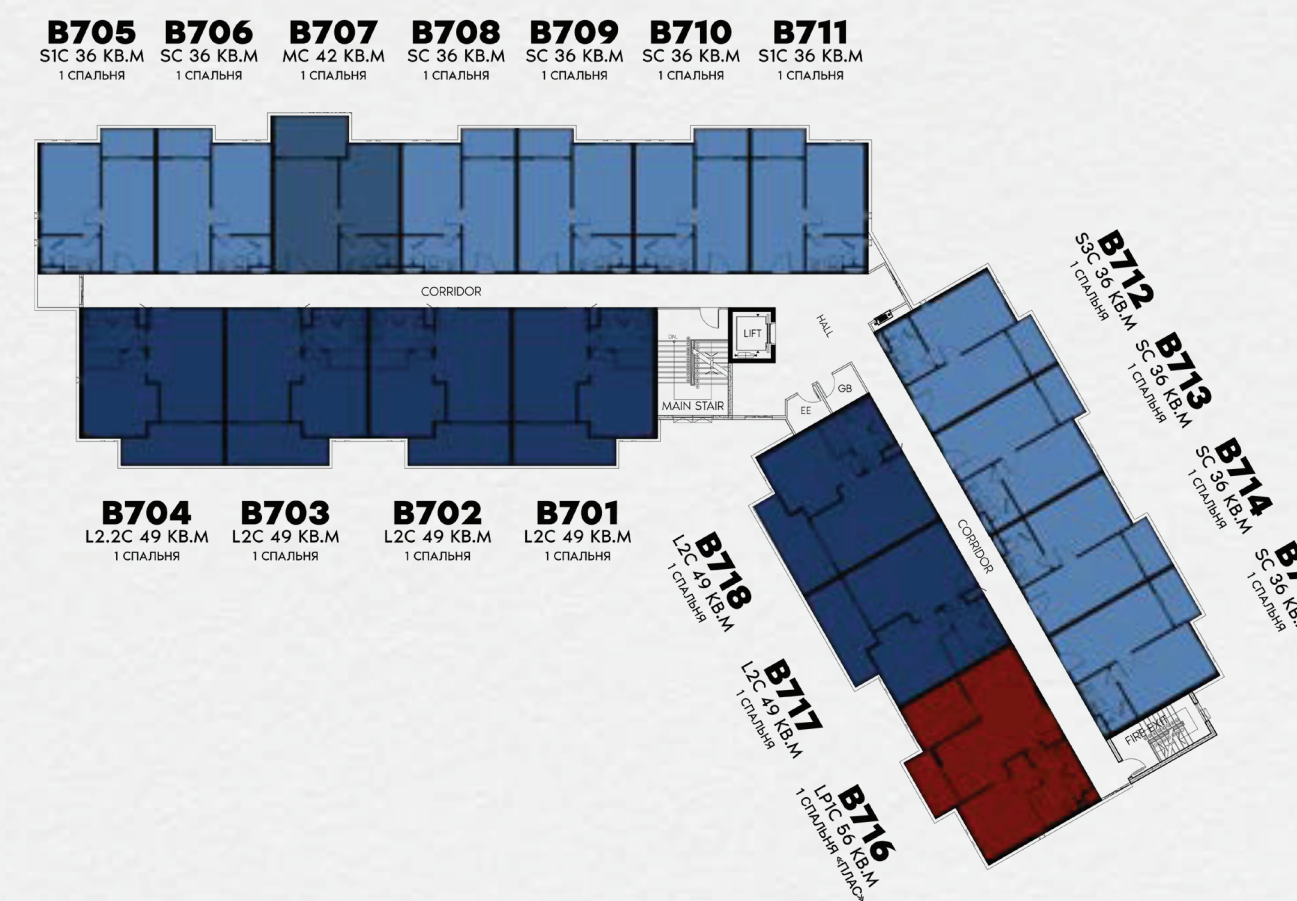 B705
S1C 36 КВ.М
1 СПАЛЬНЯ
B706
SC 36 КВ.М
1 СПАЛЬНЯ
B707
MC 42 КВ.М
1 СПАЛЬНЯ
B708
SC 36 КВ.М
1 СПАЛЬНЯ
B709
SC 36 КВ.М
1 СПАЛЬНЯ
B710
SC 36 КВ.М
1 СПАЛЬНЯ
B711
S1C 36 КВ.М
1 СПАЛЬНЯ
CORRIDOR
LIFT
HALL
DN.
MAIN STAIR
EE
GB
B704
L2.2C 49 КВ.М
1 СПАЛЬНЯ
B703
L2C 49 КВ.М
1 СПАЛЬНЯ
B702
L2C 49 КВ.М
1 СПАЛЬНЯ
B701
L2C 49 КВ.М
1 СПАЛЬНЯ
B712
S3C 36 КВ.М
1 СПАЛЬНЯ
B713
SC 36 КВ.М
1 СПАЛЬНЯ
B714
SC 36 КВ.М
1 СПАЛЬНЯ
SC 36
1 СПАЛЬНЯ
CORRIDOR
FIRE EXIT
B718
L2C 49 КВ.М
1 СПАЛЬНЯ
B717
L2C 49 КВ.М
1 СПАЛЬНЯ
B716
LP1C 56 КВ.М
1 СПАЛЬНЯ «ПЛАС»